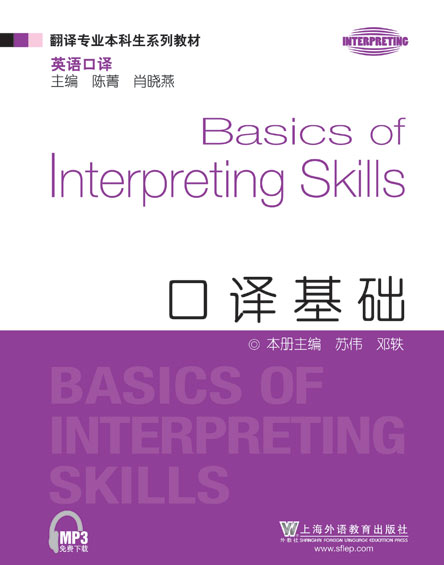 翻译专业本科生系列教材
INTERPRETING
英语口译
主编 陈菁 肖晓燕
Basics of
Interpreting Skills
口译基础
◎ 本册主编 苏伟 邓轶
BASICS OF
INTERPRETING
SKILLS
MP3
免费下载
外教社
上海外语教育出版社
SHANGHAI FOREIGN LANGUAGE EDUCATION PRESS
www.sflep.com